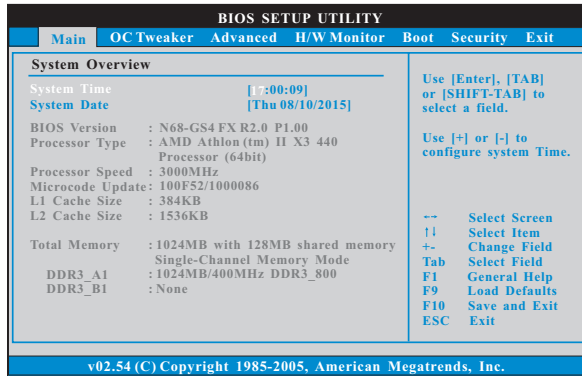 BIOS SETUP UTILITY
Main OC Tweaker Advanced H/W Monitor Boot Security Exit
System Overview
System Time [17:00:09]
System Date [Thu 08/10/2015]
BIOS Version : N68-GS4 FX R2.0 P1.00
Processor Type : AMD Athlon (tm) II X3 440
Processor (64bit)
Processor Speed : 3000MHz
Microcode Update : 100F52/1000086
L1 Cache Size : 384KB
L2 Cache Size : 1536KB
Total Memory : 1024MB with 128MB shared memory
Single-Channel Memory Mode
DDR3_A1 : 1024MB/400MHz DDR3_800
DDR3_B1 : None
Use [Enter], [TAB]
or [SHIFT-TAB] to
select a field.
Use [+] or [-] to
configure system Time.
←→ Select Screen
↑↓ Select Item
+- Change Field
Tab Select Field
F1 General Help
F9 Load Defaults
F10 Save and Exit
ESC Exit
v02.54 (C) Copyright 1985-2005, American Megatrends, Inc.